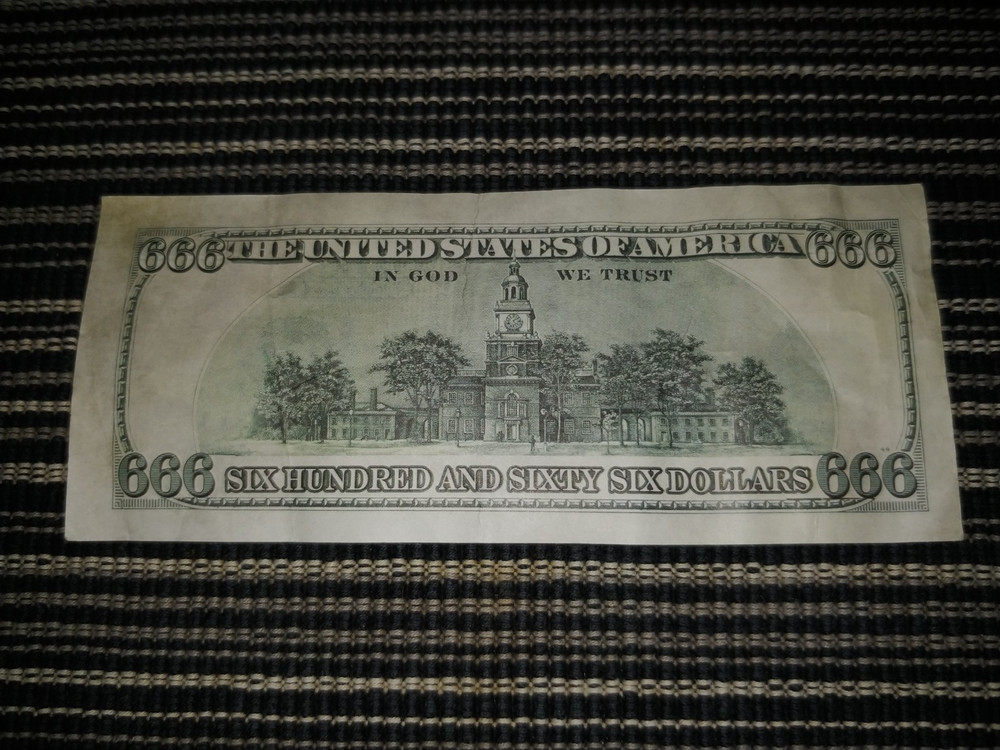 666 THE UNITED STATES OF AMERICA 666
IN GOD WE TRUST
666 SIX HUNDRED AND SIXTY SIX DOLLARS 666